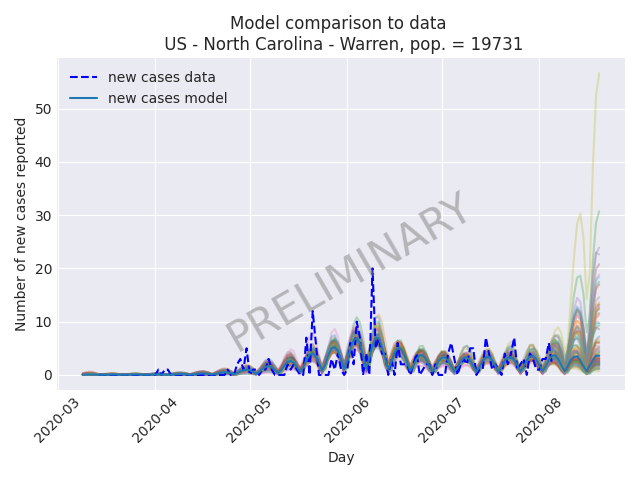 Model comparison to data
US - North Carolina - Warren, pop. = 19731
new cases data
new cases model
PRELIMINARY
Number of new cases reported
50
40
30
20
10
0
2020-03
2020-04
2020-05
2020-06
2020-07
2020-08
Day